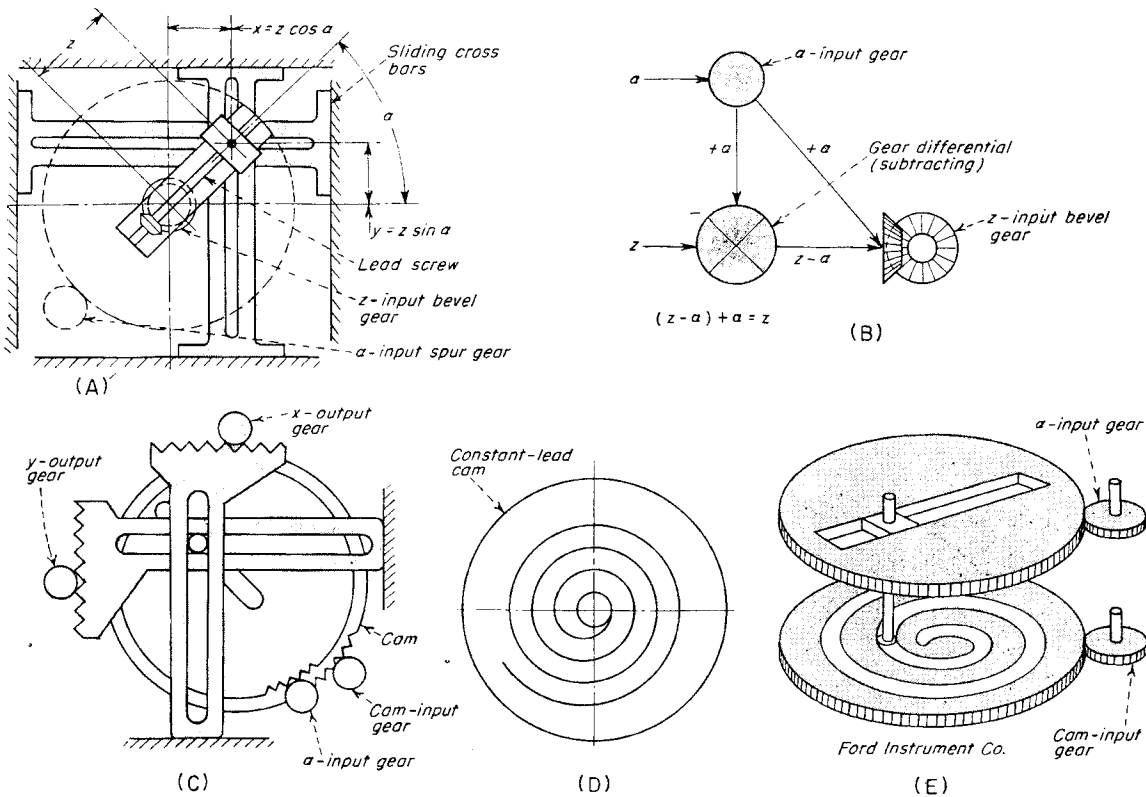 z
x = z cos α
Sliding cross
bars
α
y = z sin α
Lead screw
z-input bevel
gear
α-input spur gear
(A)
α-input gear
α
+α
+α
Gear differential
(subtracting)
−
z
z-α
z-input bevel
gear
(z-α) + α = z
(B)
x-output
gear
y-output
gear
Cam
Cam-input
gear
α-input gear
(C)
Constant-lead
cam
(D)
α-input gear
Ford Instrument Co.
Cam-input
gear
(E)